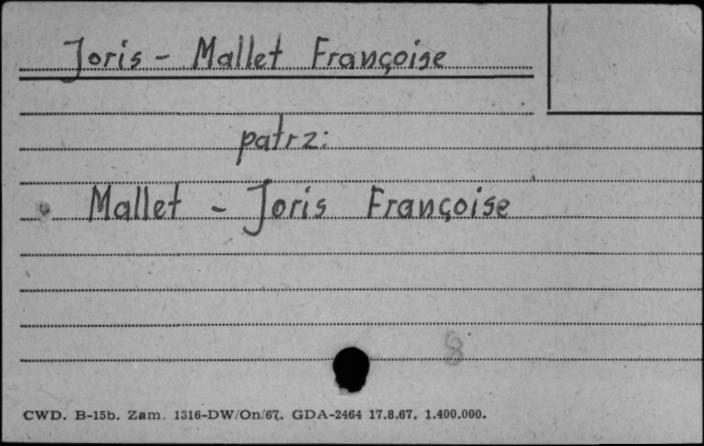 Joris - Mallet Françoise
patrz:
Mallet - Joris Françoise
8
CWD. B-15b. Zam. 1316-DW/On/67. GDA-2464 17.8.67. 1.400.000.